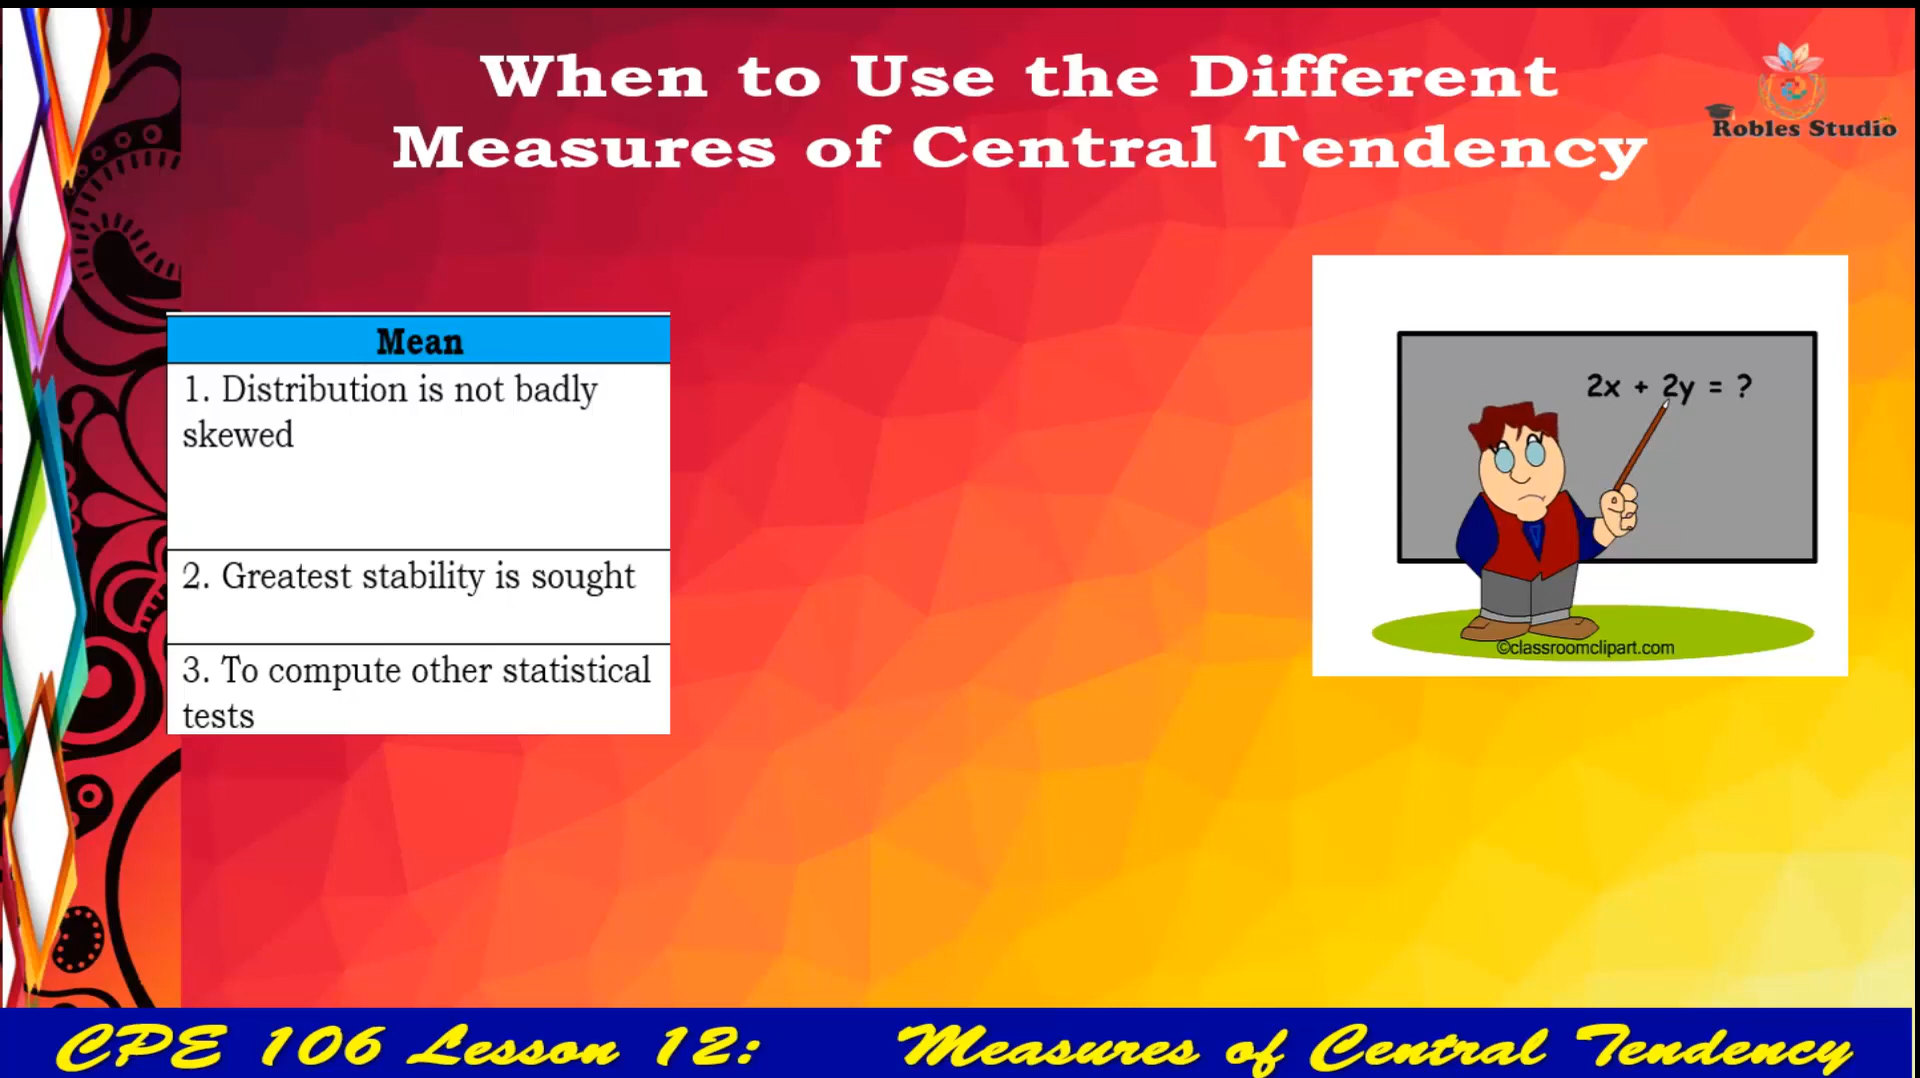 When to Use the Different
Measures of Central Tendency
Robles Studio
Mean
1. Distribution is not badly
skewed
2. Greatest stability is sought
3. To compute other statistical
tests
2x + 2y = ?
©classroomclipart.com
CPE 106 Lesson 12: Measures of Central Tendency